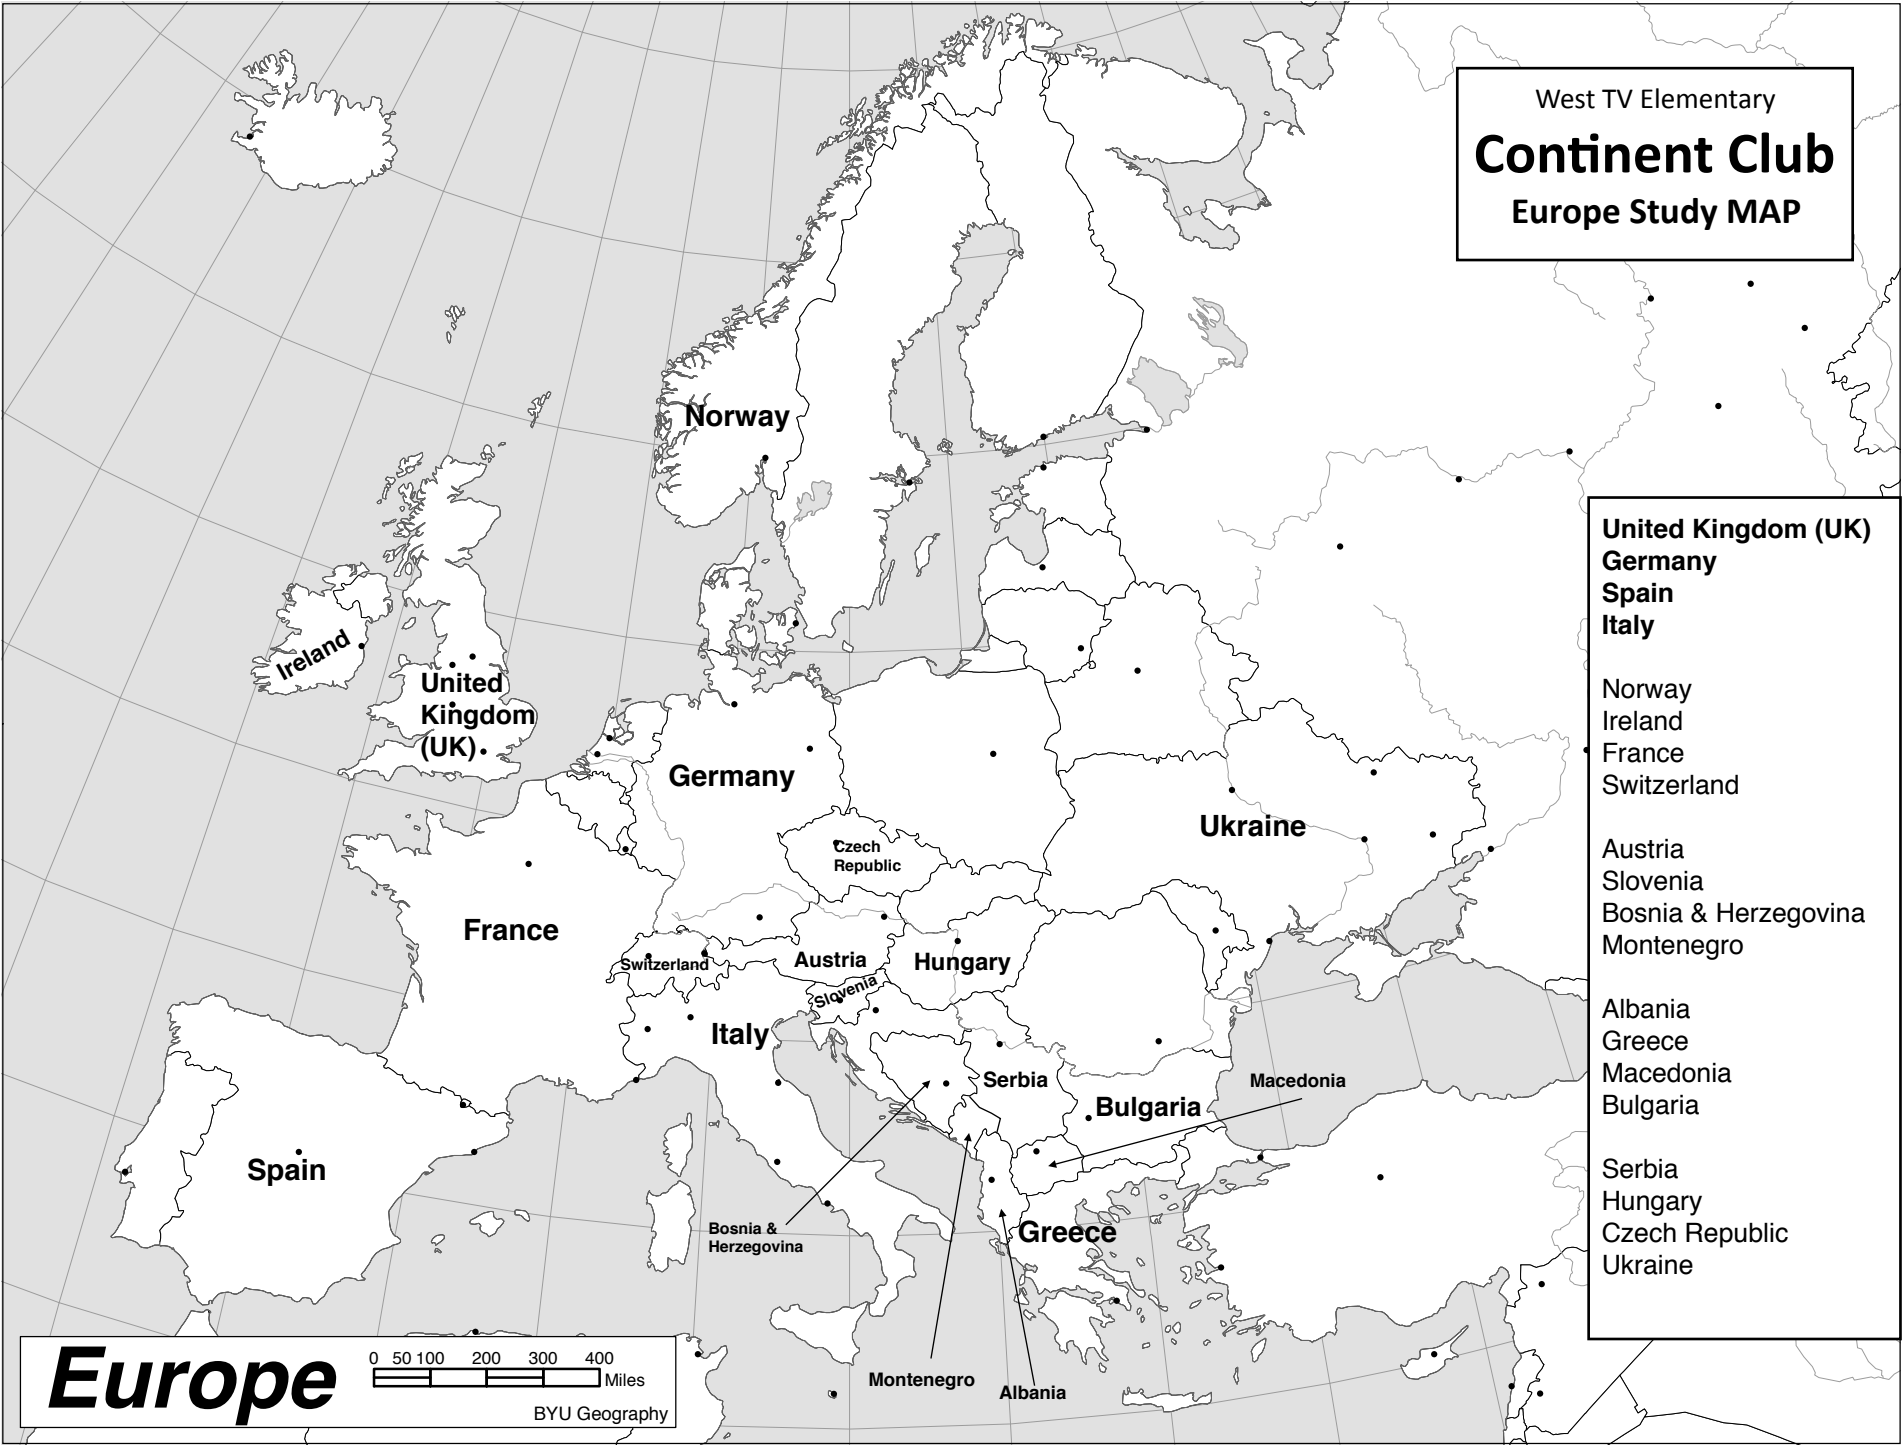 West TV Elementary
Continent Club
Europe Study MAP
Norway
Ireland
United
Kingdom
(UK)
Germany
Czech
Republic
Ukraine
France
Switzerland
Austria
Hungary
Slovenia
Italy
Serbia
Macedonia
Bulgaria
Spain
Bosnia &
Herzegovina
Greece
Montenegro
Albania
United Kingdom (UK)
Germany
Spain
Italy
Norway
Ireland
France
Switzerland
Austria
Slovenia
Bosnia & Herzegovina
Montenegro
Albania
Greece
Macedonia
Bulgaria
Serbia
Hungary
Czech Republic
Ukraine
Europe
0 50 100 200 300 400
Miles
BYU Geography